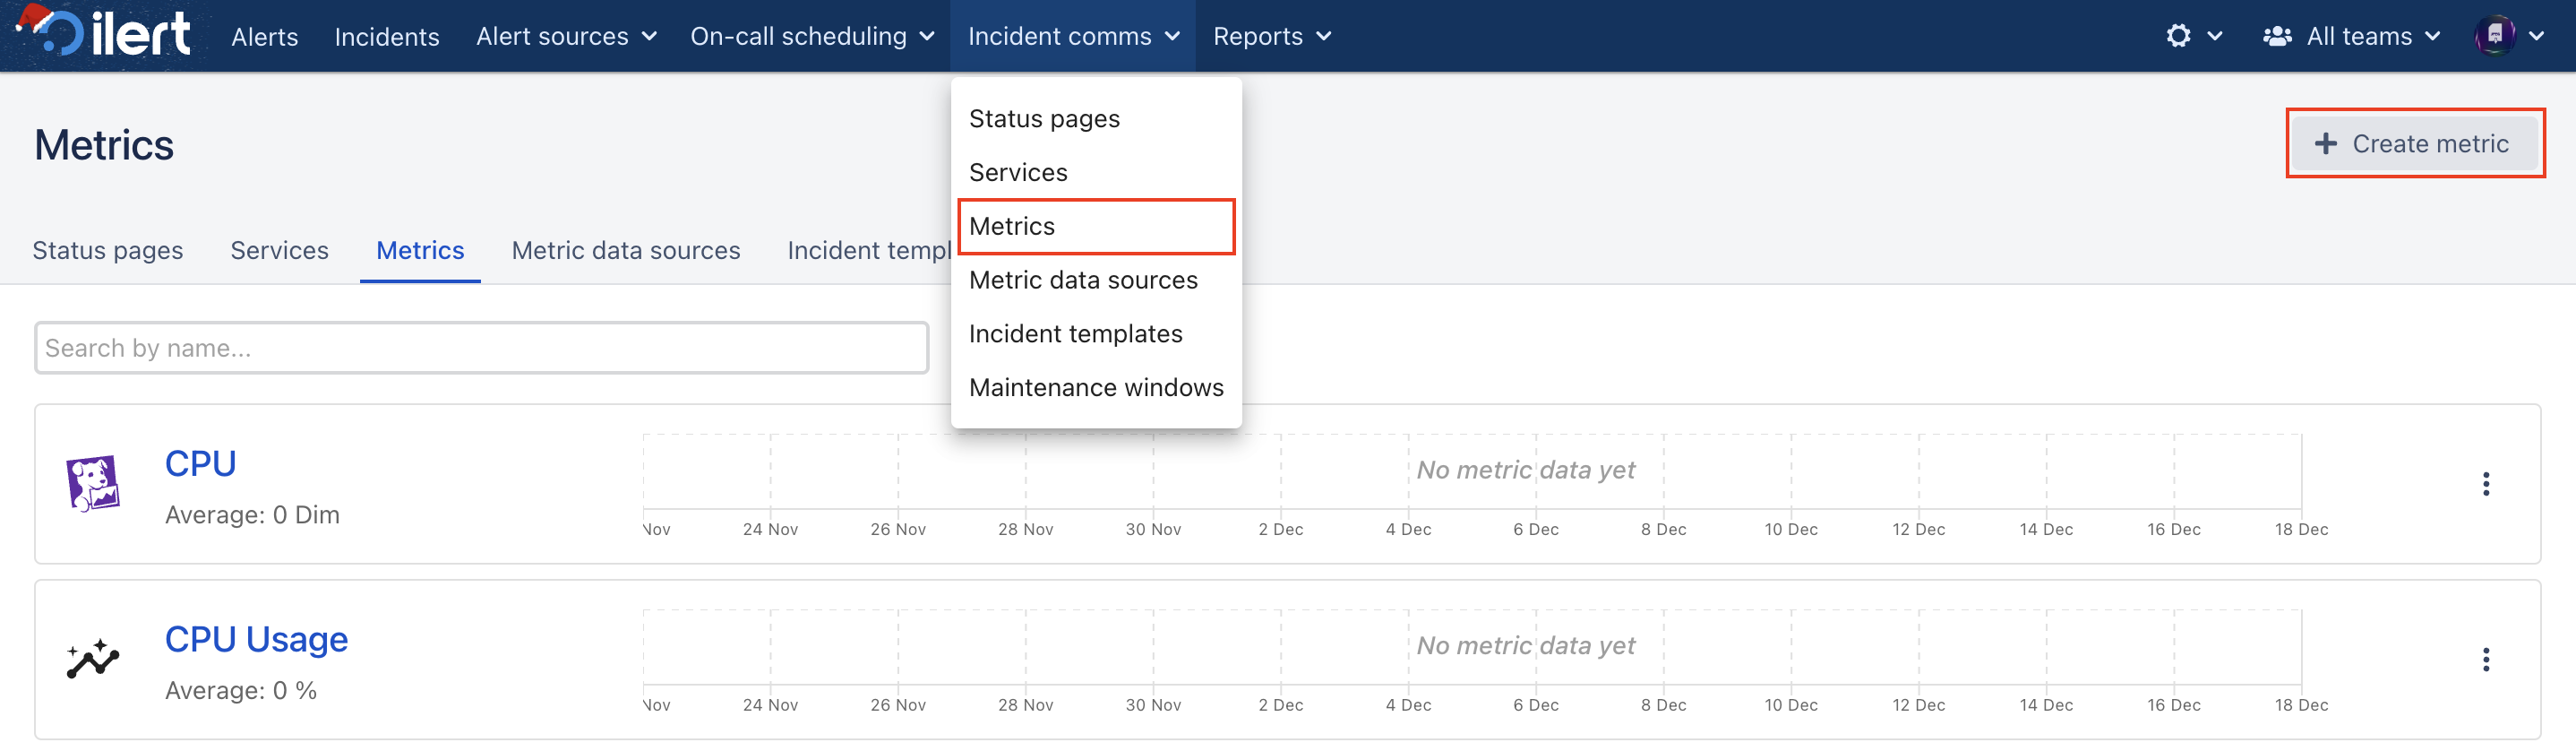 ilert Alerts Incidents Alert sources On-call scheduling Incident comms Reports All teams
Metrics
Create metric
Status pages
Services
Metrics
Metric data sources
Incident templates
Maintenance windows
Status pages Services Metrics Metric data sources Incident templ
Search by name...
CPU
Average: 0 Dim
No metric data yet
Nov 24 Nov 26 Nov 28 Nov 30 Nov 2 Dec 4 Dec 6 Dec 8 Dec 10 Dec 12 Dec 14 Dec 16 Dec 18 Dec
CPU Usage
Average: 0 %
No metric data yet
Nov 24 Nov 26 Nov 28 Nov 30 Nov 2 Dec 4 Dec 6 Dec 8 Dec 10 Dec 12 Dec 14 Dec 16 Dec 18 Dec